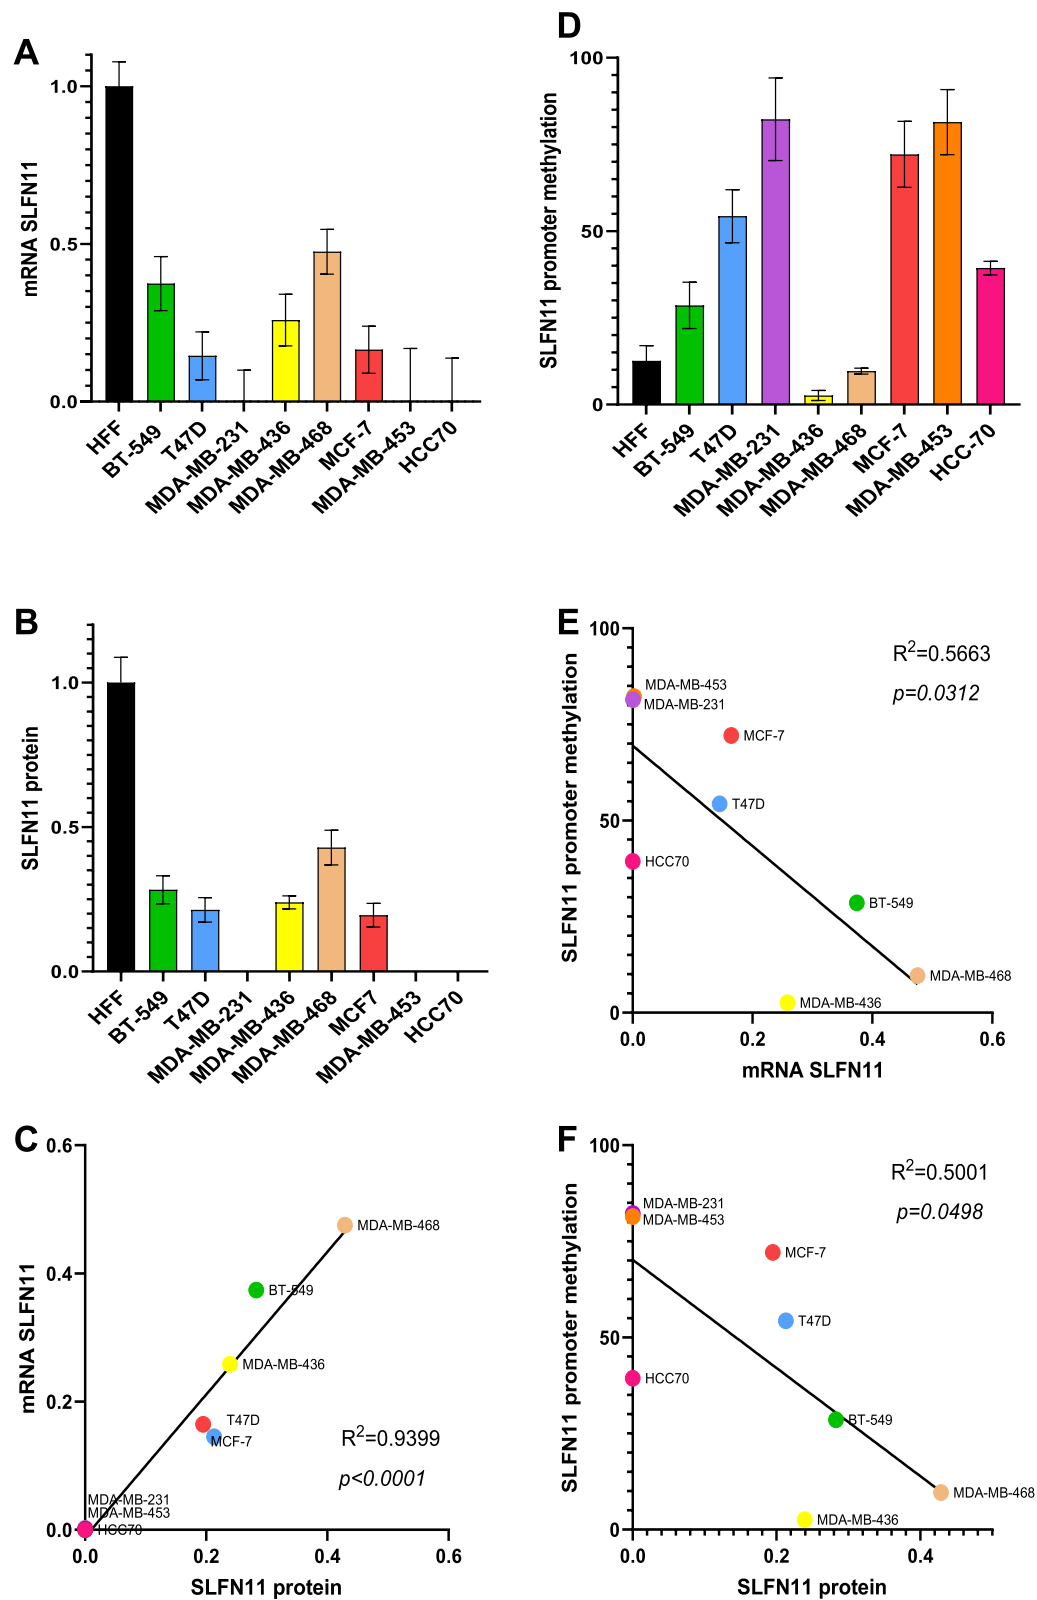 A
mRNA SLFN11
1.0
0.5
0.0
HFF
BT-549
T47D
MDA-MB-231
MDA-MB-436
MDA-MB-468
MCF-7
MDA-MB-453
HCC70
D
SLFN11 promoter methylation
100
50
0
HFF
BT-549
T47D
MDA-MB-231
MDA-MB-436
MDA-MB-468
MCF-7
MDA-MB-453
HCC-70
B
SLFN11 protein
1.0
0.5
0.0
HFF
BT-549
T47D
MDA-MB-231
MDA-MB-436
MDA-MB-468
MCF7
MDA-MB-453
HCC70
E
SLFN11 promoter methylation
100
50
0
R2=0.5663
p=0.0312
MDA-MB-453
MDA-MB-231
MCF-7
T47D
HCC70
BT-549
MDA-MB-468
MDA-MB-436
0.0 0.2 0.4 0.6
mRNA SLFN11
C
mRNA SLFN11
0.6
0.4
0.2
0.0
MDA-MB-468
BT-549
MDA-MB-436
T47D
MCF-7
R2=0.9399
p<0.0001
MDA-MB-231
MDA-MB-453
HCC70
0.0 0.2 0.4 0.6
SLFN11 protein
F
SLFN11 promoter methylation
100
50
0
R2=0.5001
p=0.0498
MDA-MB-231
MDA-MB-453
MCF-7
T47D
HCC70
BT-549
MDA-MB-468
MDA-MB-436
0.0 0.2 0.4
SLFN11 protein